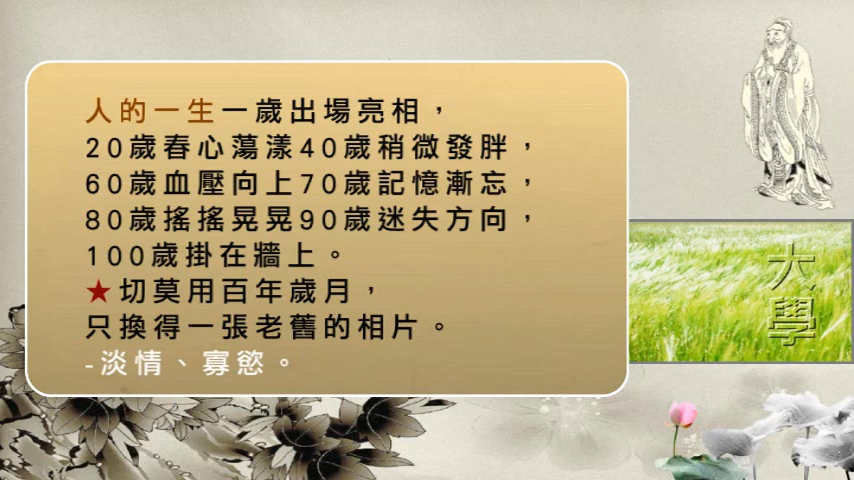 人的一生一歲出場亮相，
20歲春心蕩漾40歲稍微發胖，
60歲血壓向上70歲記憶漸忘，
80歲搖搖晃晃90歲迷失方向，
100歲掛在牆上。
★切莫用百年歲月，
只換得一張老舊的相片。
-淡情、寡慾。
大學